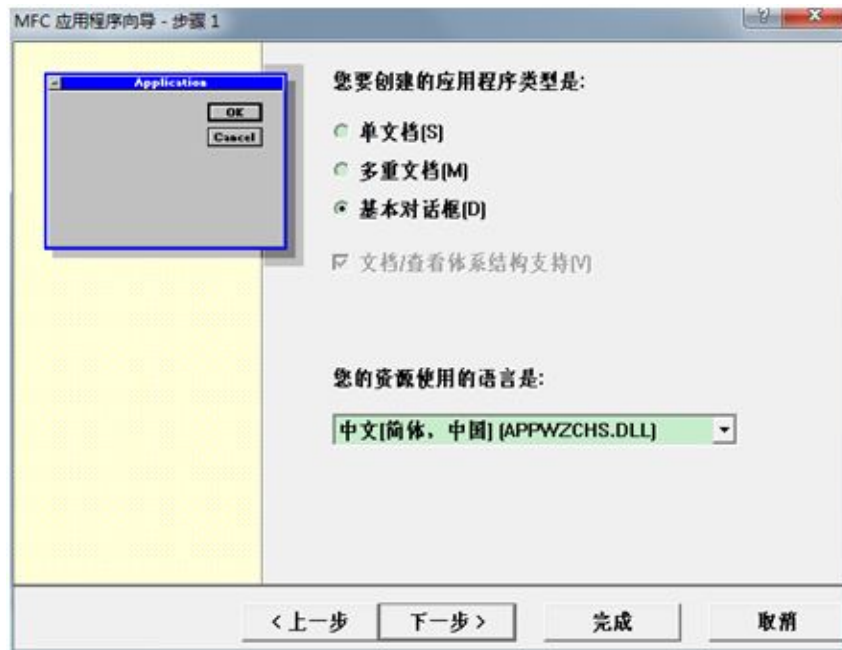 MFC 应用程序向导 - 步骤 1
Application
OK
Cancel
您要创建的应用程序类型是:
单文档[S]
多重文档[M]
基本对话框[D]
文档/查看体系结构支持[V]
您的资源使用的语言是:
中文[简体, 中国] (APPWZCHS.DLL)
< 上一步 下一步 > 完成 取消